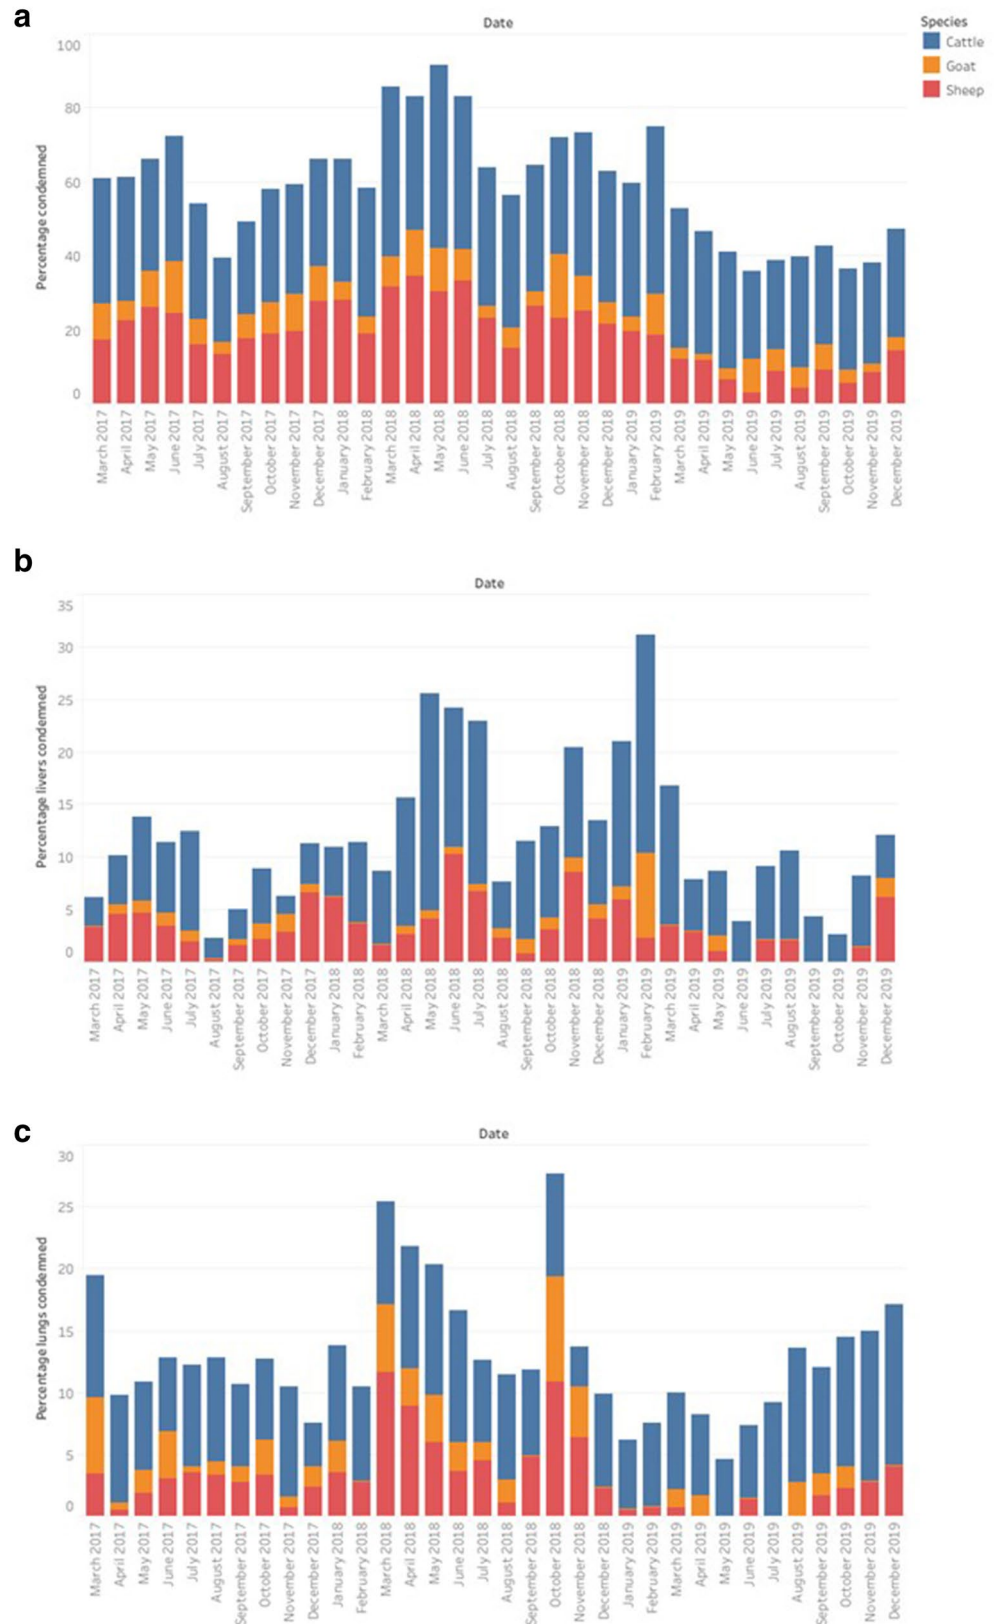 a
Date
Species
Cattle
Goat
Sheep
Percentage condemned
100
80
60
40
20
0
March 2017
April 2017
May 2017
June 2017
July 2017
August 2017
September 2017
October 2017
November 2017
December 2017
January 2018
February 2018
March 2018
April 2018
May 2018
June 2018
July 2018
August 2018
September 2018
October 2018
November 2018
December 2018
January 2019
February 2019
March 2019
April 2019
May 2019
June 2019
July 2019
August 2019
September 2019
October 2019
November 2019
December 2019
b
Date
Percentage livers condemned
35
30
25
20
15
10
5
0
March 2017
April 2017
May 2017
June 2017
July 2017
August 2017
September 2017
October 2017
November 2017
December 2017
January 2018
February 2018
March 2018
April 2018
May 2018
June 2018
July 2018
August 2018
September 2018
October 2018
November 2018
December 2018
January 2019
February 2019
March 2019
April 2019
May 2019
June 2019
July 2019
August 2019
September 2019
October 2019
November 2019
December 2019
c
Date
Percentage lungs condemned
30
25
20
15
10
5
0
March 2017
April 2017
May 2017
June 2017
July 2017
August 2017
September 2017
October 2017
November 2017
December 2017
January 2018
February 2018
March 2018
April 2018
May 2018
June 2018
July 2018
August 2018
September 2018
October 2018
November 2018
December 2018
January 2019
February 2019
March 2019
April 2019
May 2019
June 2019
July 2019
August 2019
September 2019
October 2019
November 2019
December 2019